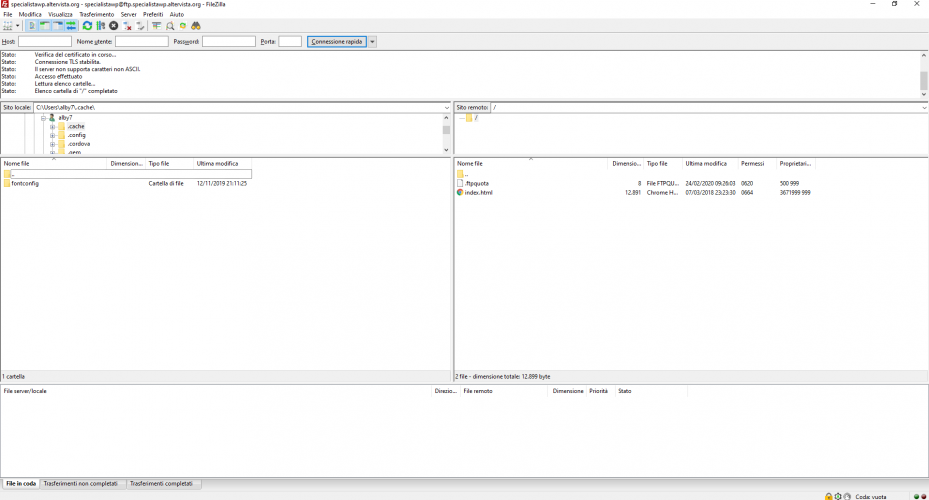 specialistawp.altervista.org - specialistawp@ftp.specialistawp.altervista.org - FileZilla
File Modifica Visualizza Trasferimento Server Preferiti Aiuto
Host: Nome utente: Password: Porta: Connessione rapida
Stato: Verifica del certificato in corso...
Stato: Connessione TLS stabilita.
Stato: Il server non supporta caratteri non ASCII.
Stato: Accesso effettuato
Stato: Lettura elenco cartelle...
Stato: Elenco cartella di "/" completato
Sito locale: C:\Users\alby7\.cache\
Sito remoto: /
alby7
.cache
.config
.cordova
.gem
/
Nome file Dimension... Tipo file Ultima modifica
..
fontconfig Cartella di file 12/11/2019 21:11:25
Nome file Dimensio... Tipo file Ultima modifica Permessi Proprietari...
..
.ftpquota 8 File FTPQU... 24/02/2020 09:26:03 0620 500 999
index.html 12.891 Chrome H... 07/03/2018 23:23:30 0664 3671999 999
1 cartella
2 file - dimensione totale: 12.899 byte
File server/locale Direzio... File remoto Dimensione Priorità Stato
File in coda Trasferimenti non completati Trasferimenti completati
Coda: vuota